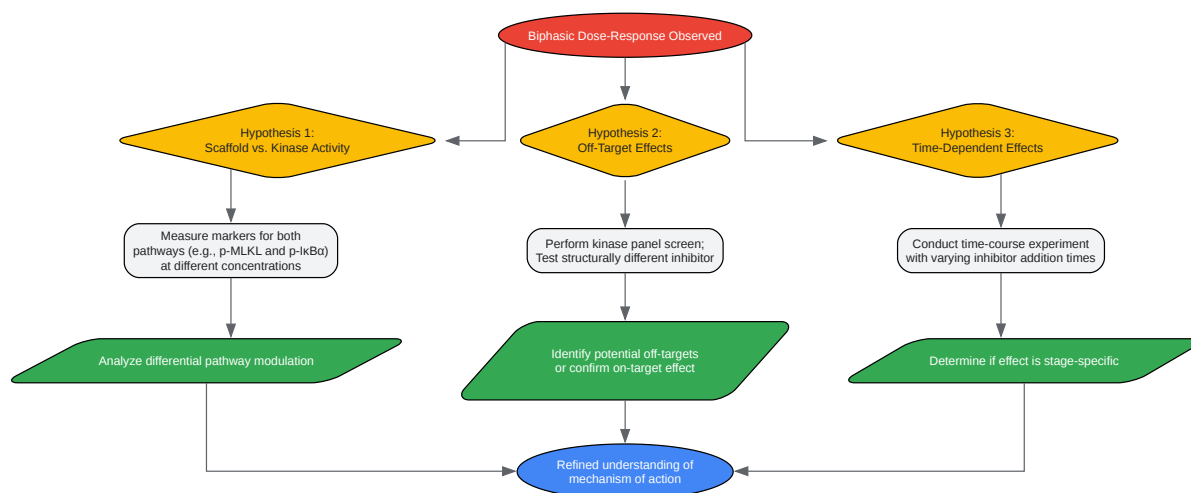 Biphasic Dose-Response Observed
Hypothesis 1:
Scaffold vs. Kinase Activity
Hypothesis 2:
Off-Target Effects
Hypothesis 3:
Time-Dependent Effects
Measure markers for both
pathways (e.g., p-MLKL and p-IκBα)
at different concentrations
Perform kinase panel screen;
Test structurally different inhibitor
Conduct time-course experiment
with varying inhibitor addition times
Analyze differential pathway modulation
Identify potential off-targets
or confirm on-target effect
Determine if effect is stage-specific
Refined understanding of
mechanism of action